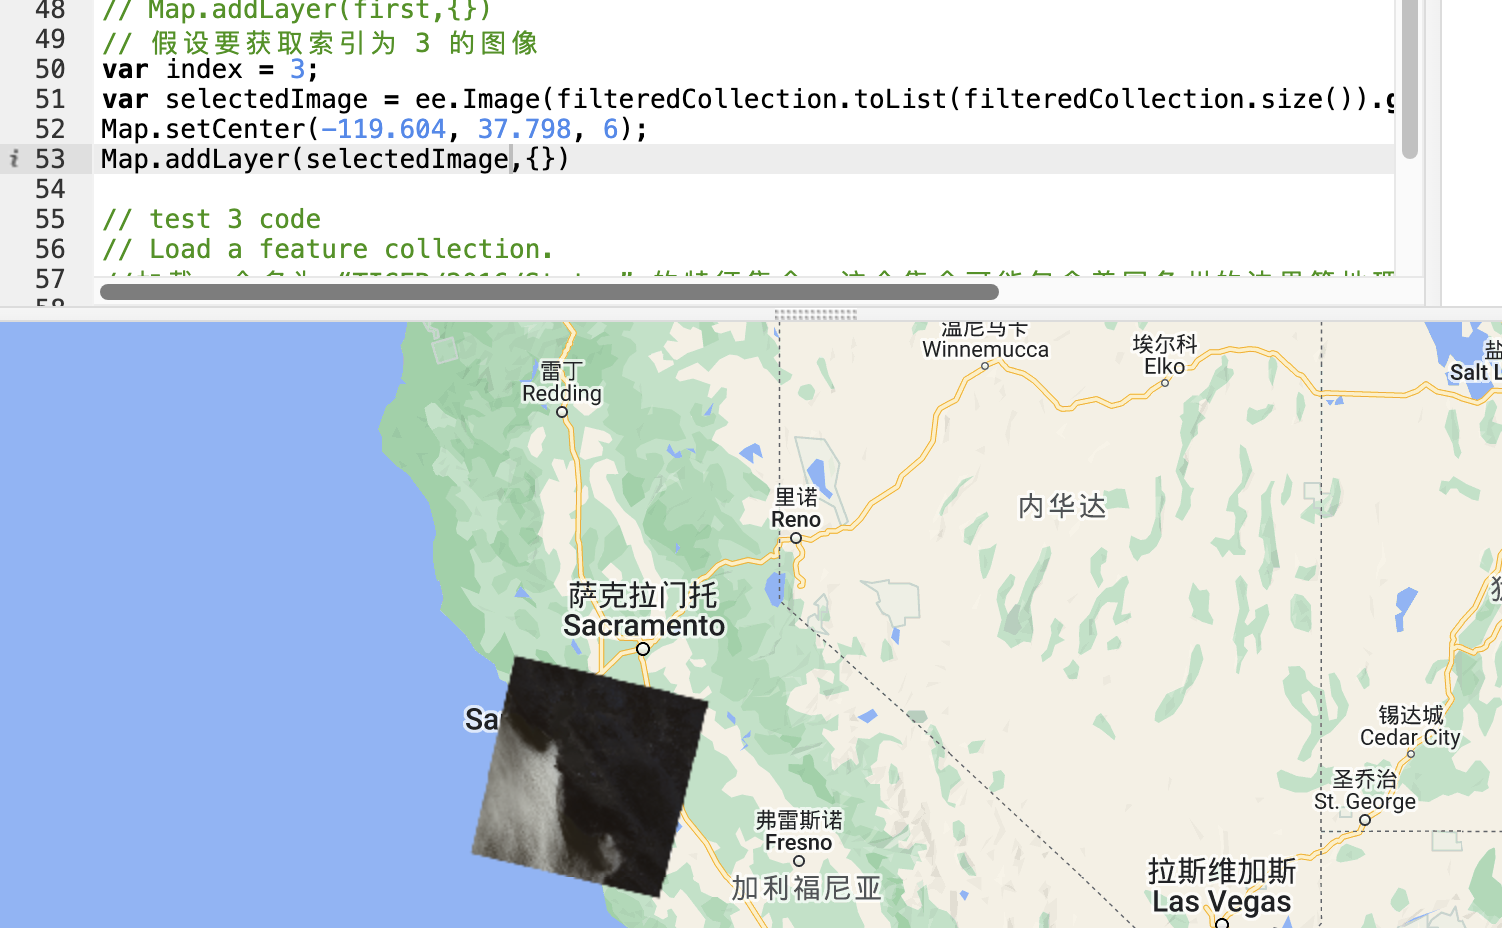 48 // Map.addLayer(first,{})
49 // 假设要获取索引为 3 的图像
50 var index = 3;
51 var selectedImage = ee.Image(filteredCollection.toList(filteredCollection.size()).g
52 Map.setCenter(-119.604, 37.798, 6);
i 53 Map.addLayer(selectedImage,{})
54
55 // test 3 code
56 // Load a feature collection.
57
58
温尼马卡
Winnemucca
埃尔科
Elko
盐
Salt L
雷丁
Redding
里诺
Reno
内华达
萨克拉门托
Sacramento
Sa
锡达城
Cedar City
圣乔治
St. George
弗雷斯诺
Fresno
加利福尼亚
拉斯维加斯
Las Vegas